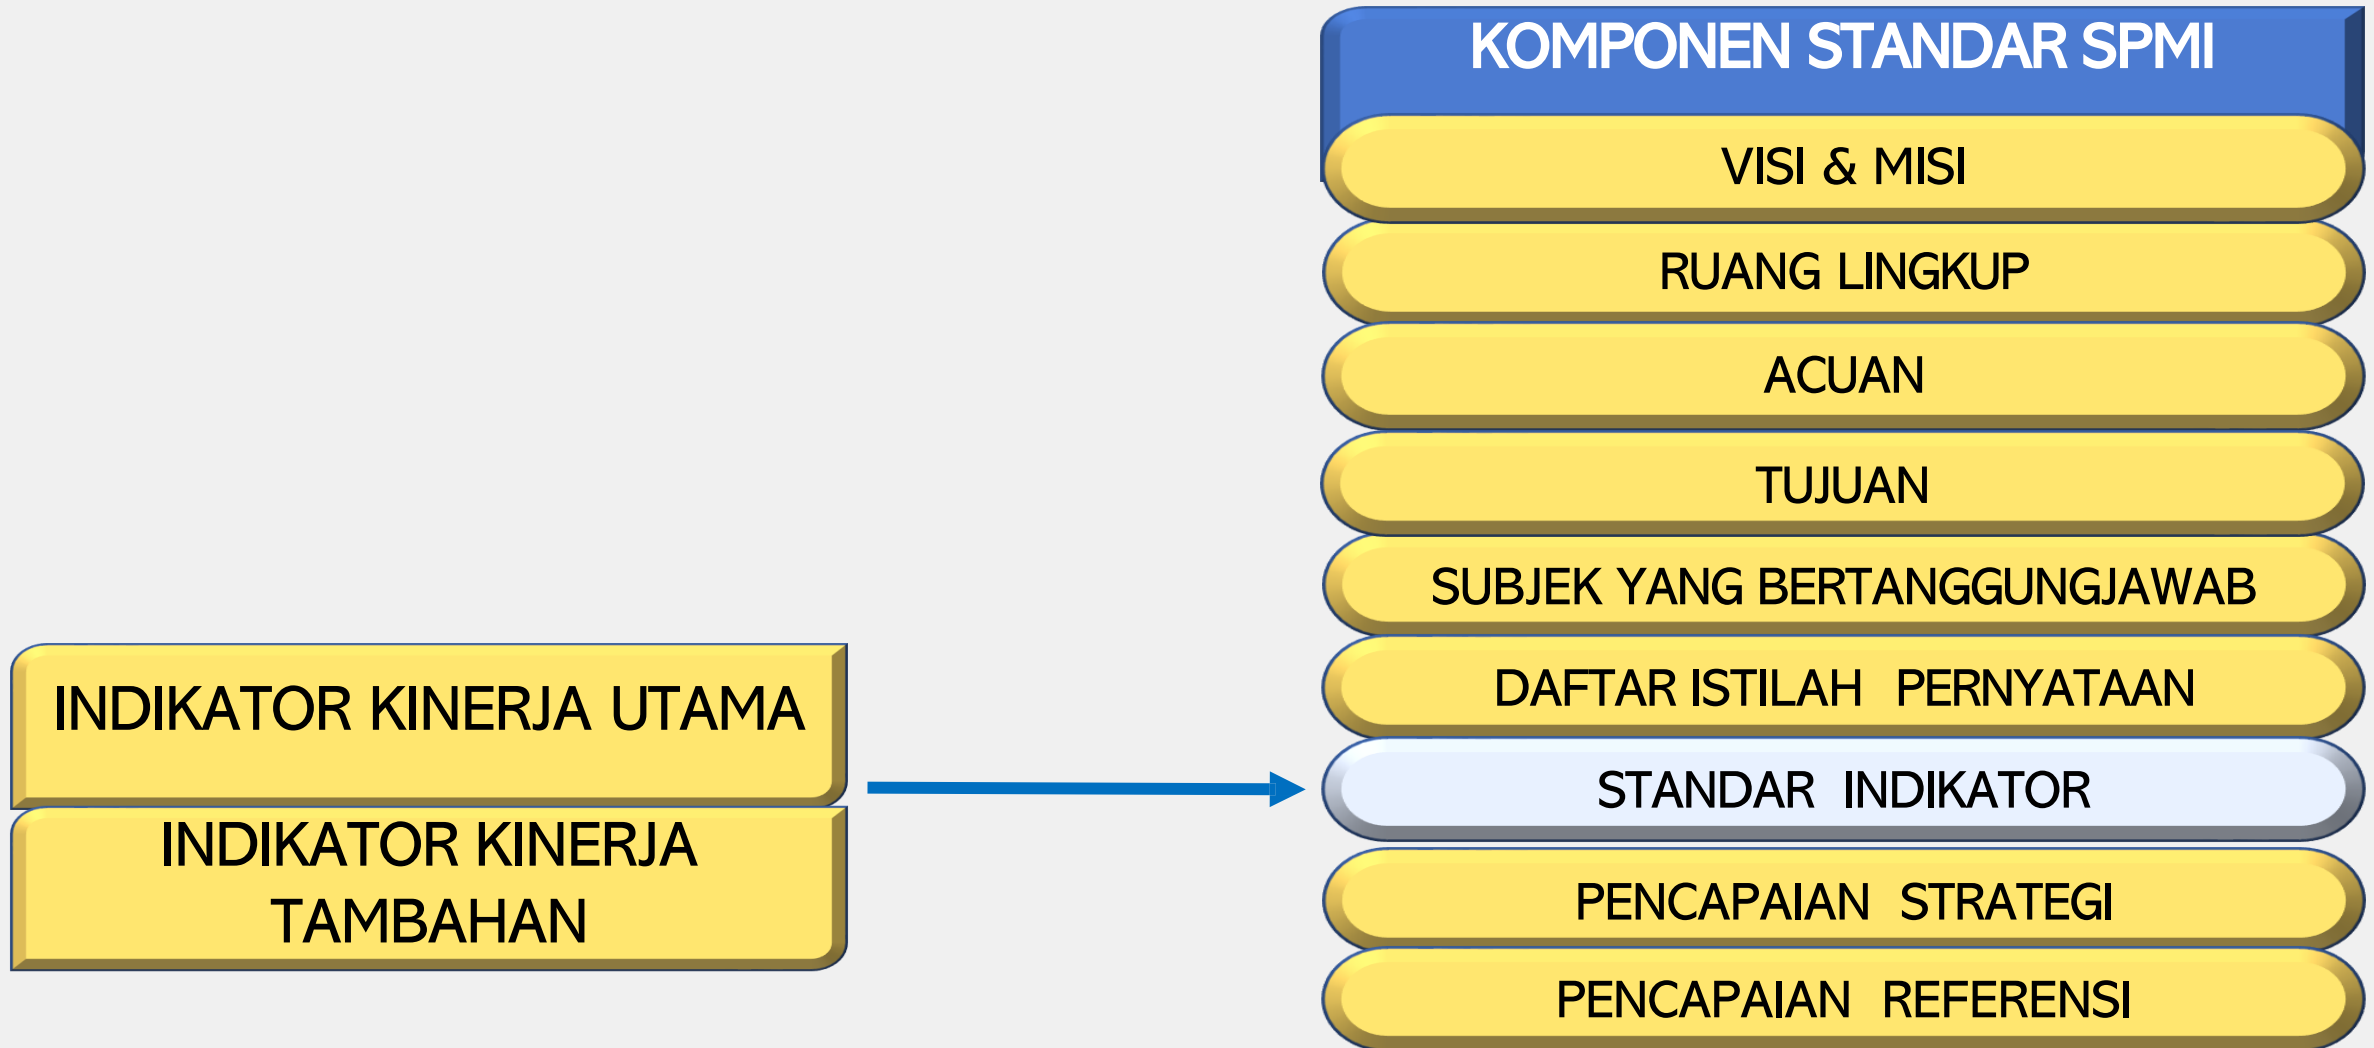 KOMPONEN STANDAR SPMI
VISI & MISI
RUANG LINGKUP
ACUAN
TUJUAN
SUBJEK YANG BERTANGGUNGJAWAB
DAFTAR ISTILAH PERNYATAAN
STANDAR INDIKATOR
PENCAPAIAN STRATEGI
PENCAPAIAN REFERENSI
INDIKATOR KINERJA UTAMA
INDIKATOR KINERJA
TAMBAHAN